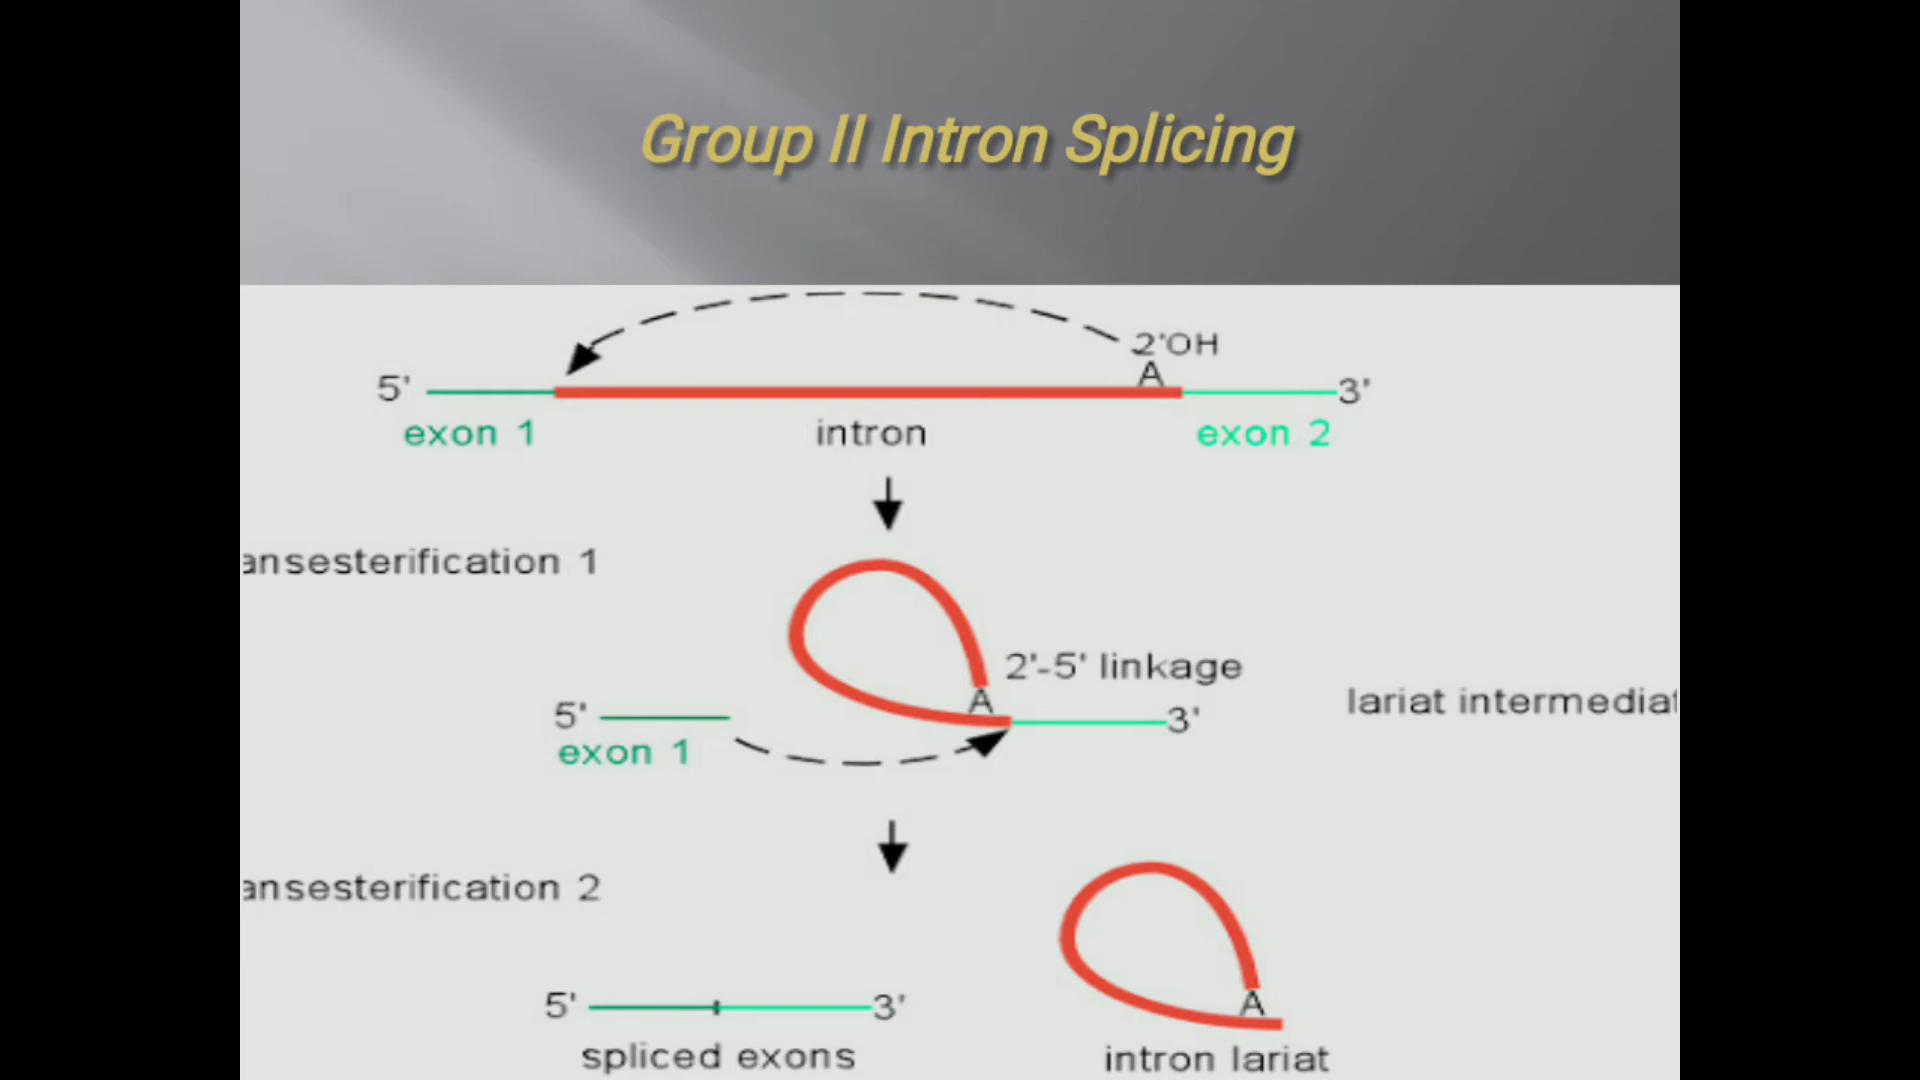 Group II Intron Splicing
2'OH
A
5' 3'
exon 1 intron exon 2
ansesterification 1
2'-5' linkage
A
lariat intermediat
5' 3'
exon 1
ansesterification 2
A
5' 3'
spliced exons
intron lariat